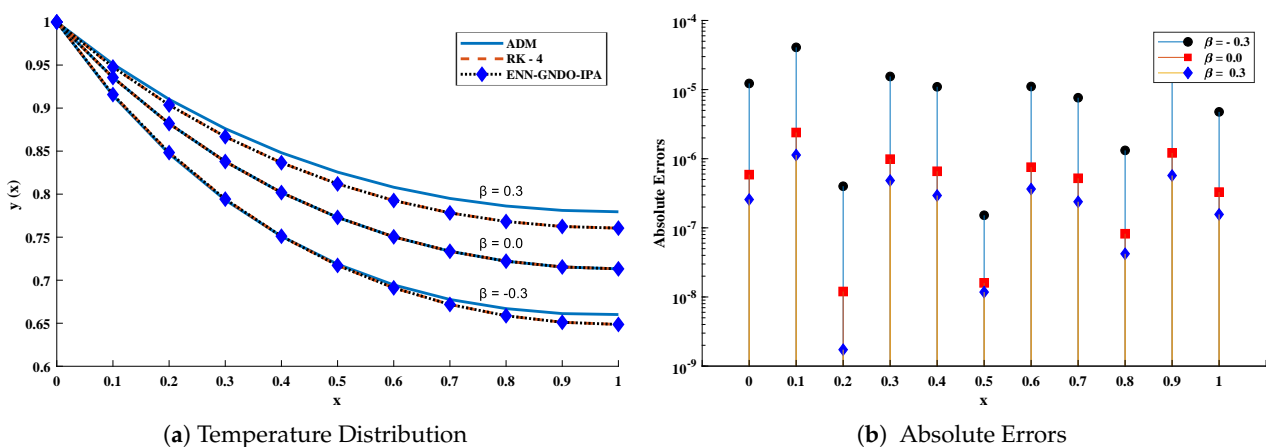 1
0.95
0.9
0.85
0.8
0.75
0.7
0.65
0.6
y (x)
0 0.1 0.2 0.3 0.4 0.5 0.6 0.7 0.8 0.9 1
x
ADM
RK - 4
ENN-GNDO-IPA
β = 0.3
β = 0.0
β = -0.3
(a) Temperature Distribution
10-3
10-4
10-5
10-6
10-7
10-8
10-9
Absolute Errors
0 0.1 0.2 0.3 0.4 0.5 0.6 0.7 0.8 0.9 1
x
β = - 0.3
β = 0.0
β = 0.3
(b) Absolute Errors